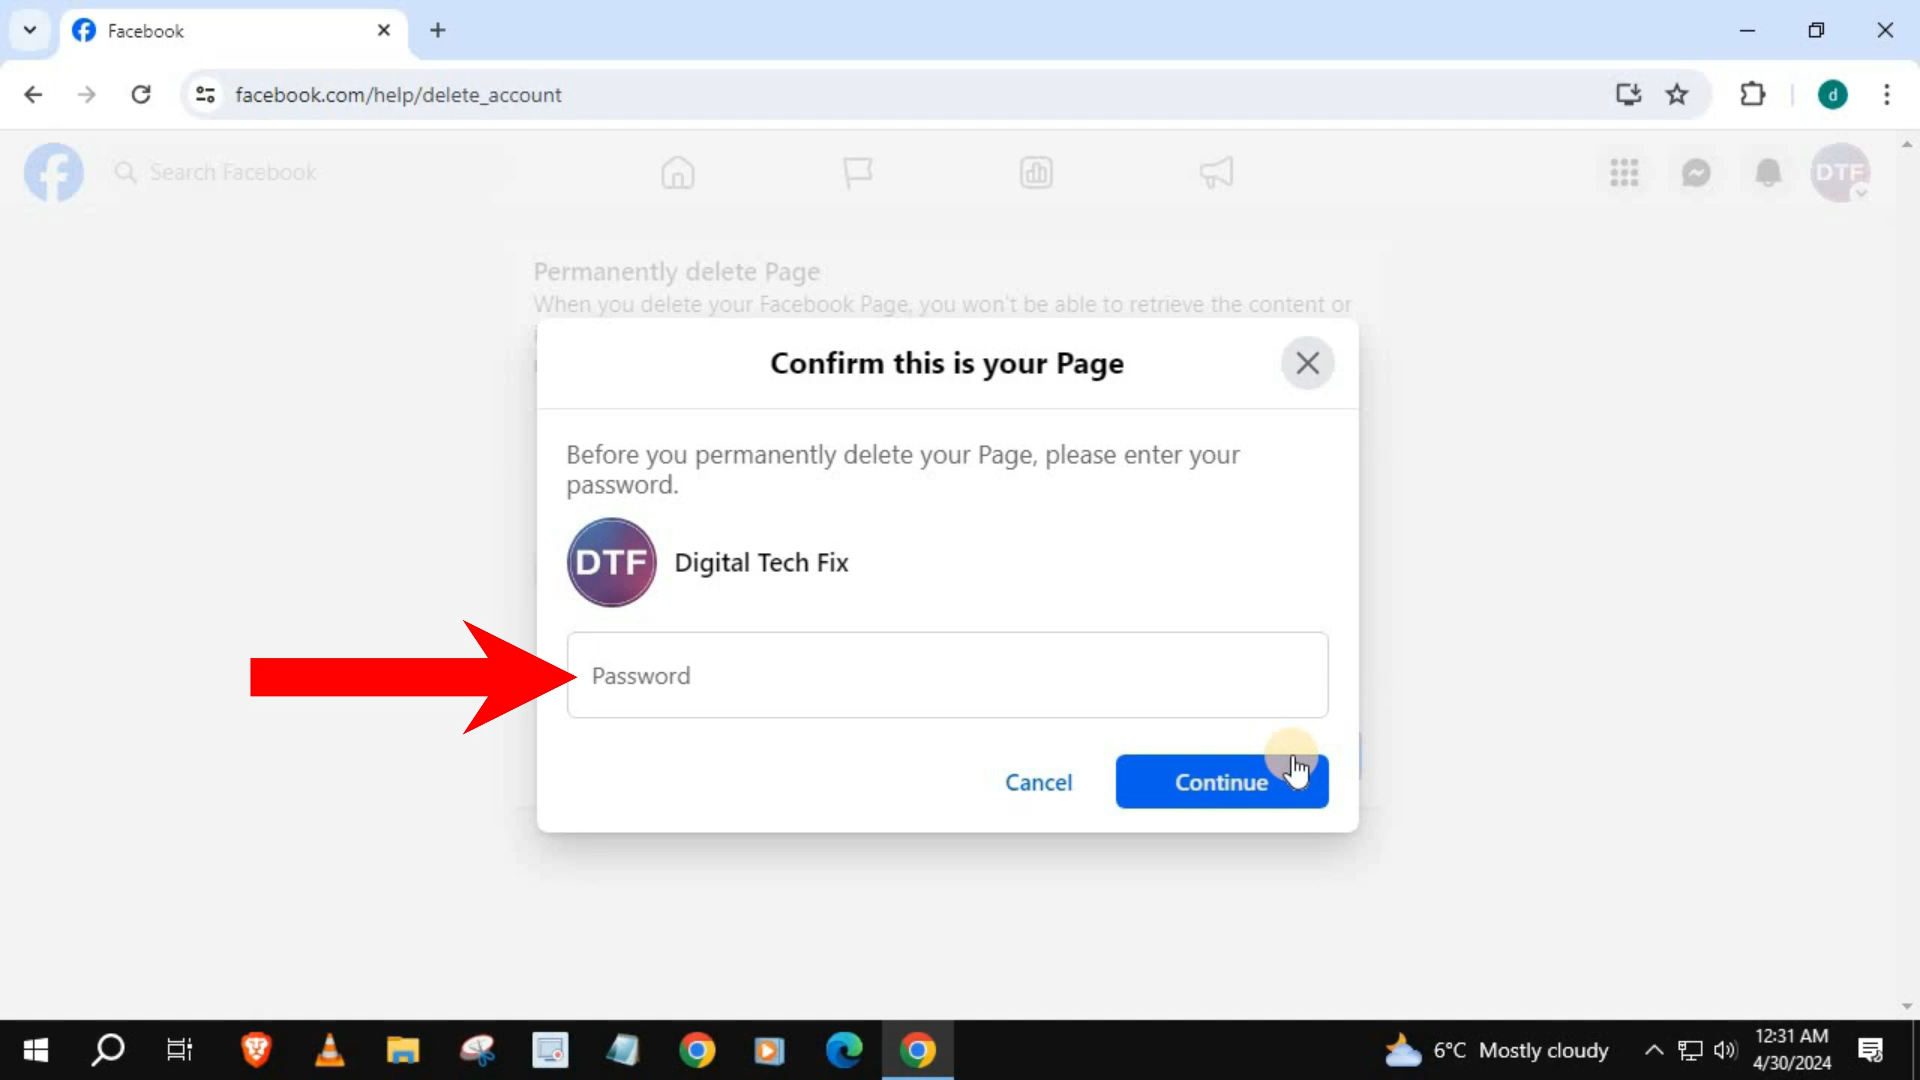 Facebook
facebook.com/help/delete_account
d
Search Facebook
DTF
Permanently delete Page
When you delete your Facebook Page, you won't be able to retrieve the content or
Confirm this is your Page
Before you permanently delete your Page, please enter your
password.
DTF
Digital Tech Fix
Password
Cancel
Continue
6°C Mostly cloudy
12:31 AM
4/30/2024